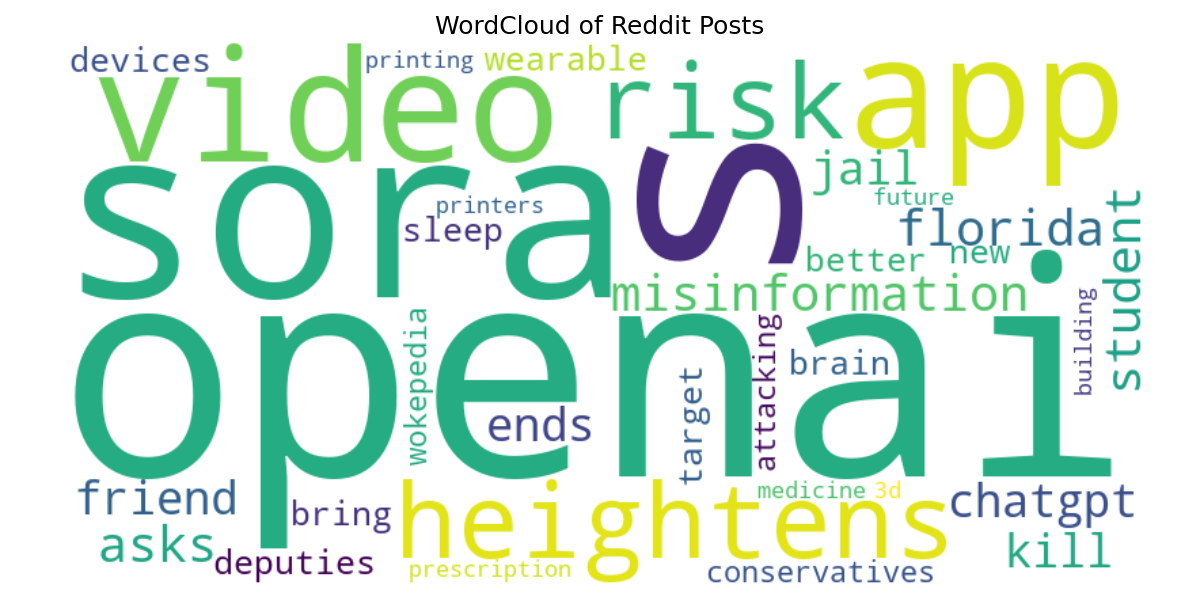 WordCloud of Reddit Posts
devices
printing
wearable
video
risk
app
sora
s
jail
future
printers
sleep
florida
student
new
better
misinformation
openai
wokepedia
ends
target
attacking
brain
building
friend
bring
heightens
medicine
3d
chatgpt
asks
deputies
prescription
conservatives
kill